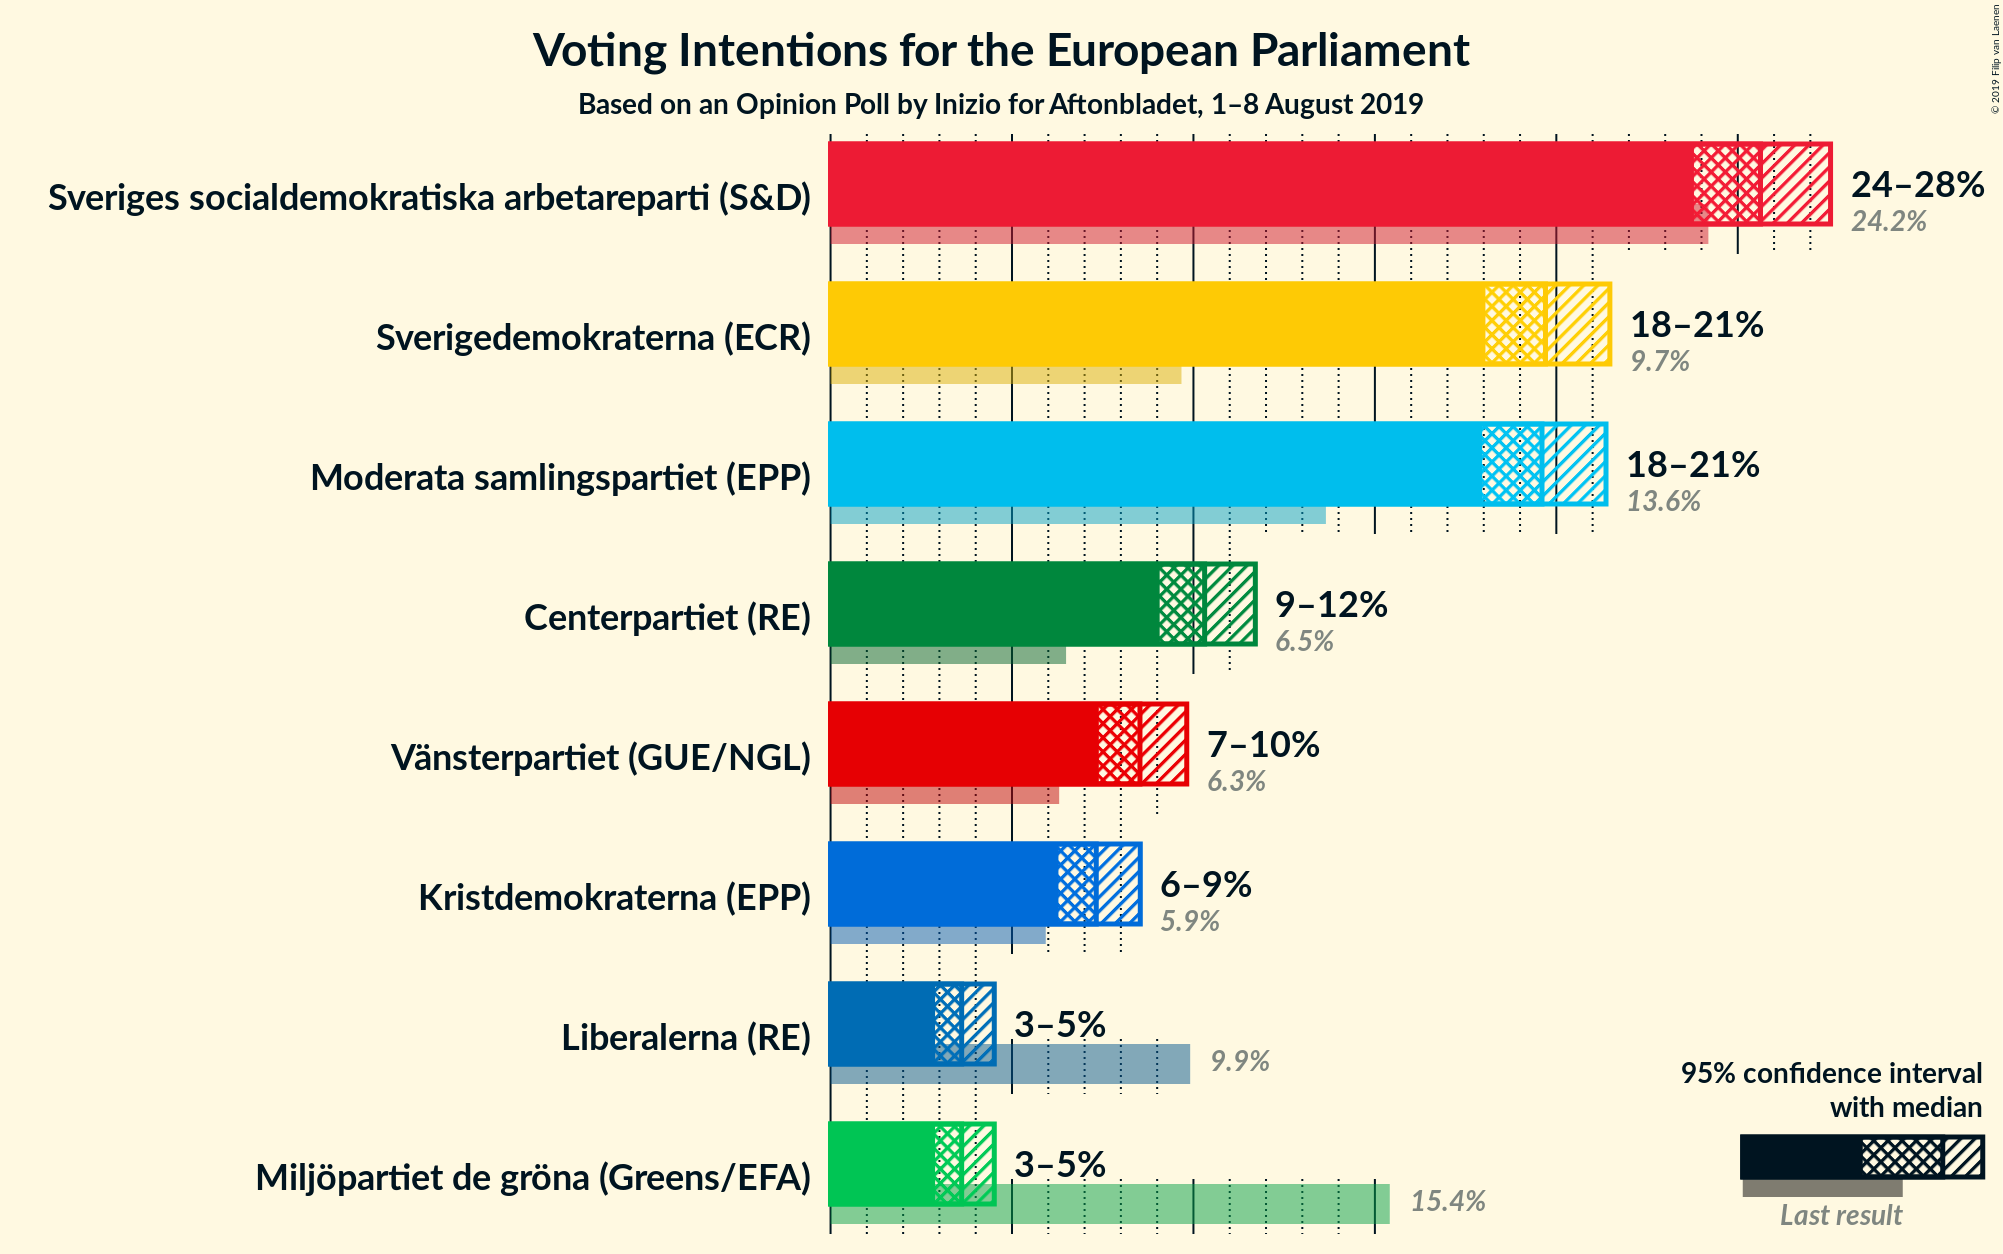 Voting Intentions for the European Parliament
Based on an Opinion Poll by Inizio for Aftonbladet, 1–8 August 2019
© 2019 Filip van Laenen
Sveriges socialdemokratiska arbetareparti (S&D)
24–28%
24.2%
Sverigedemokraterna (ECR)
18–21%
9.7%
Moderata samlingspartiet (EPP)
18–21%
13.6%
Centerpartiet (RE)
9–12%
6.5%
Vänsterpartiet (GUE/NGL)
7–10%
6.3%
Kristdemokraterna (EPP)
6–9%
5.9%
Liberalerna (RE)
3–5%
9.9%
Miljöpartiet de gröna (Greens/EFA)
3–5%
15.4%
95% confidence interval
with median
Last result